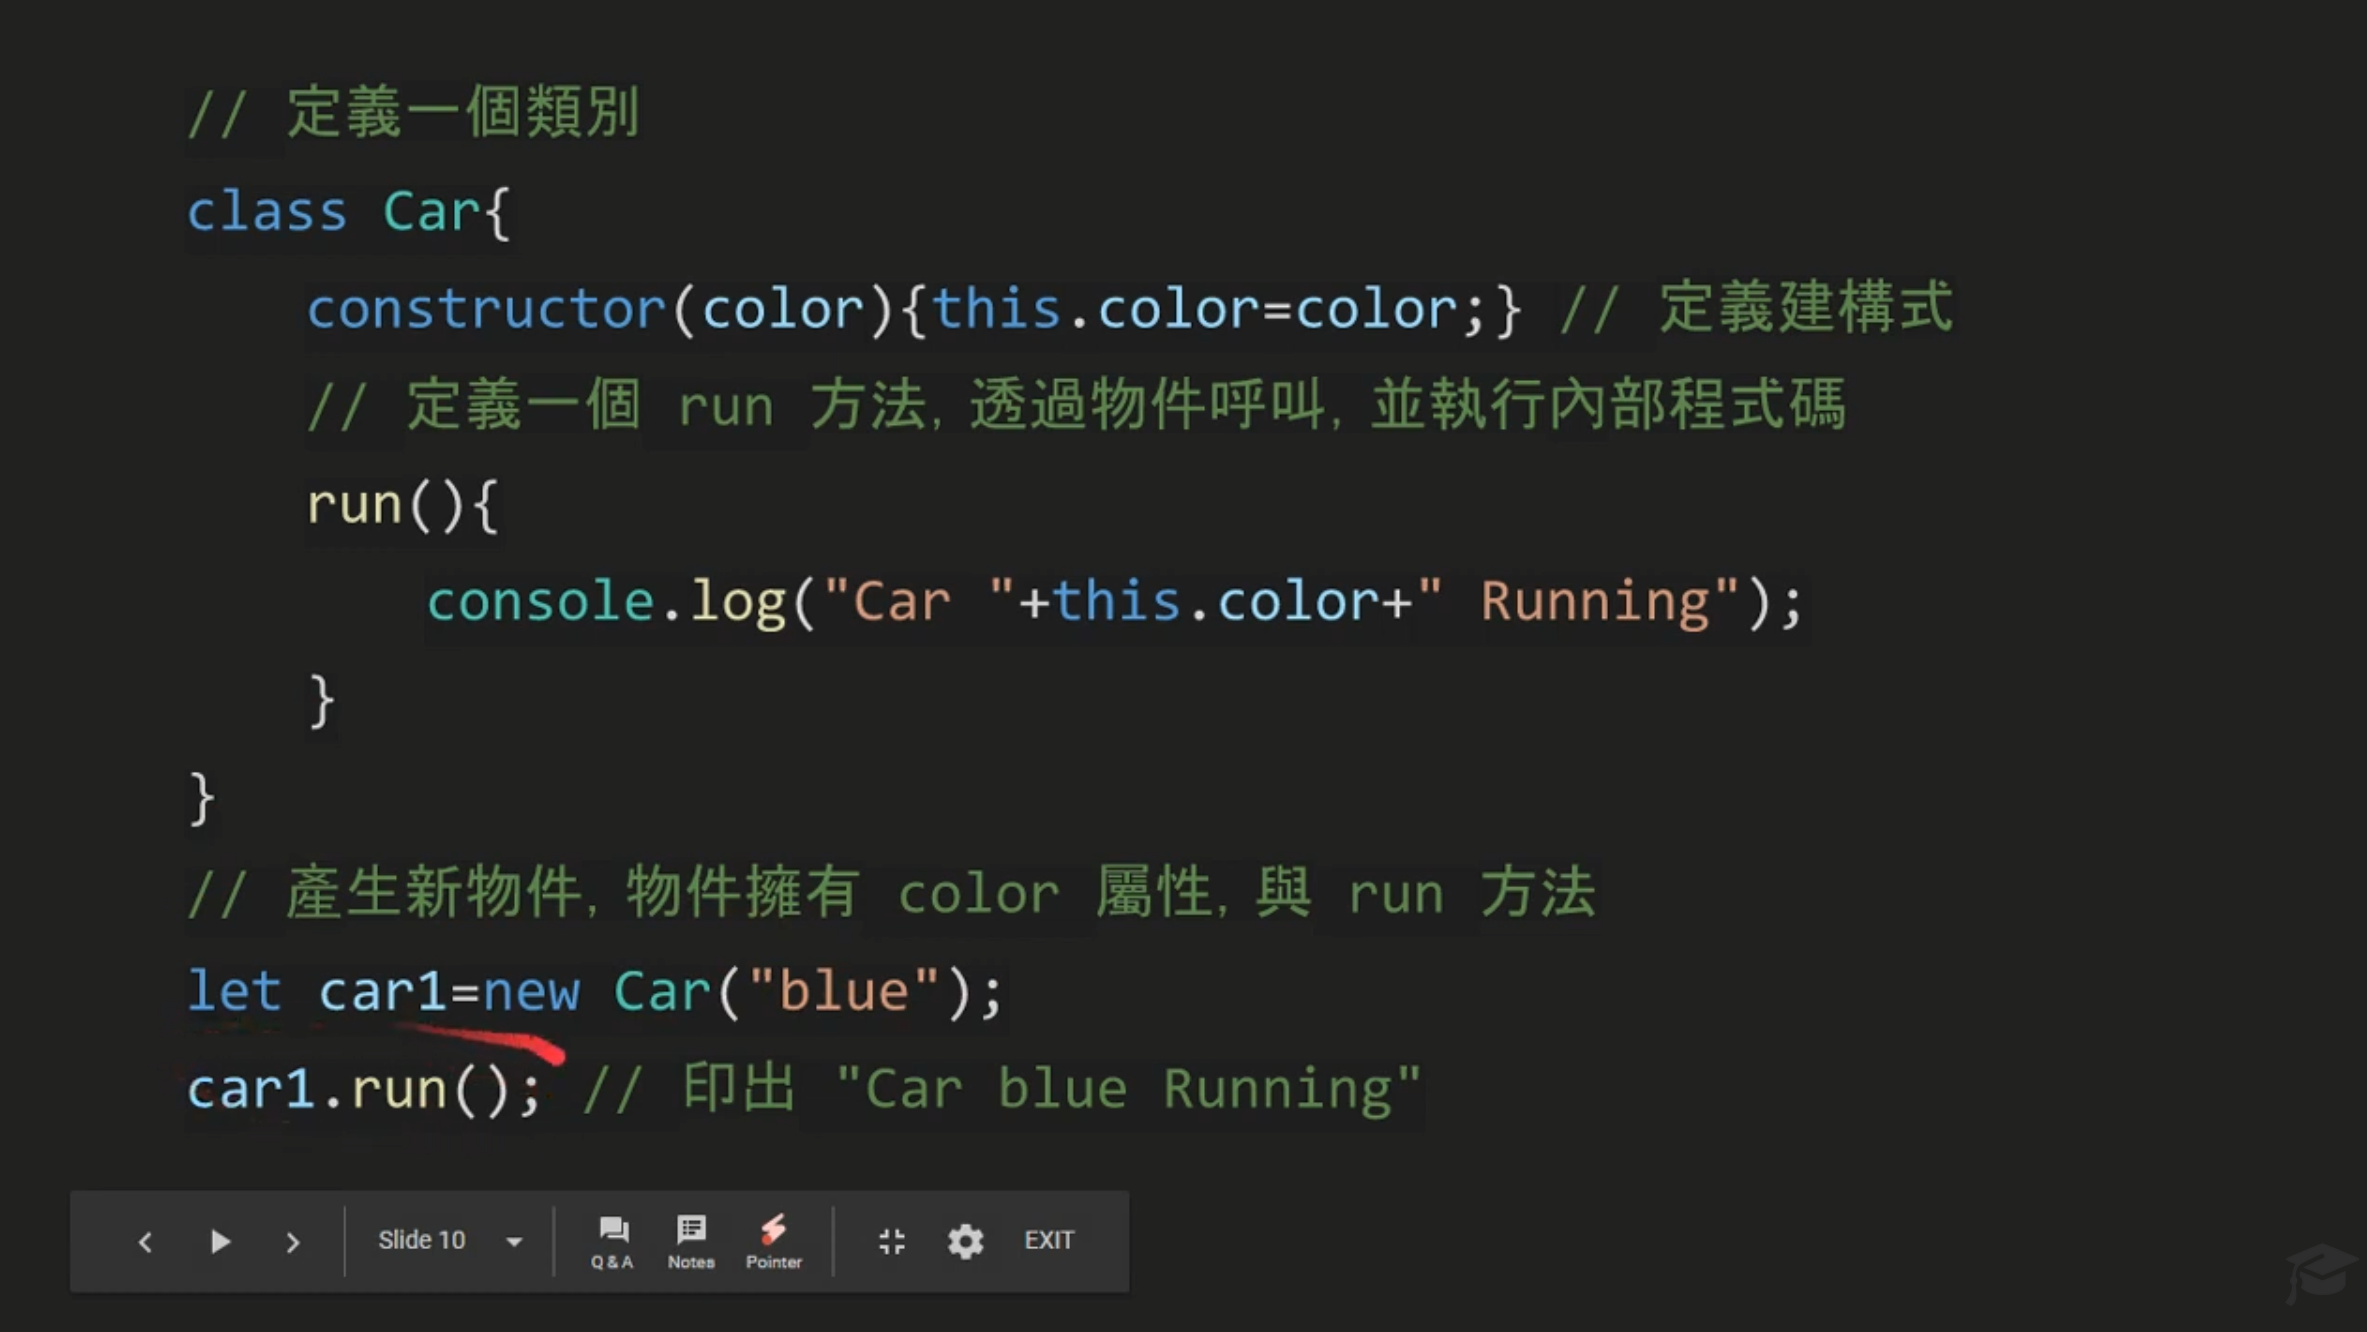 // 定義一個類別
class Car{
constructor(color){this.color=color;} // 定義建構式
// 定義一個 run 方法, 透過物件呼叫, 並執行內部程式碼
run(){
console.log("Car "+this.color+" Running");
}
}
// 產生新物件, 物件擁有 color 屬性, 與 run 方法
let car1=new Car("blue");
car1.run(); // 印出 "Car blue Running"
Slide 10
Q & A
Notes
Pointer
EXIT